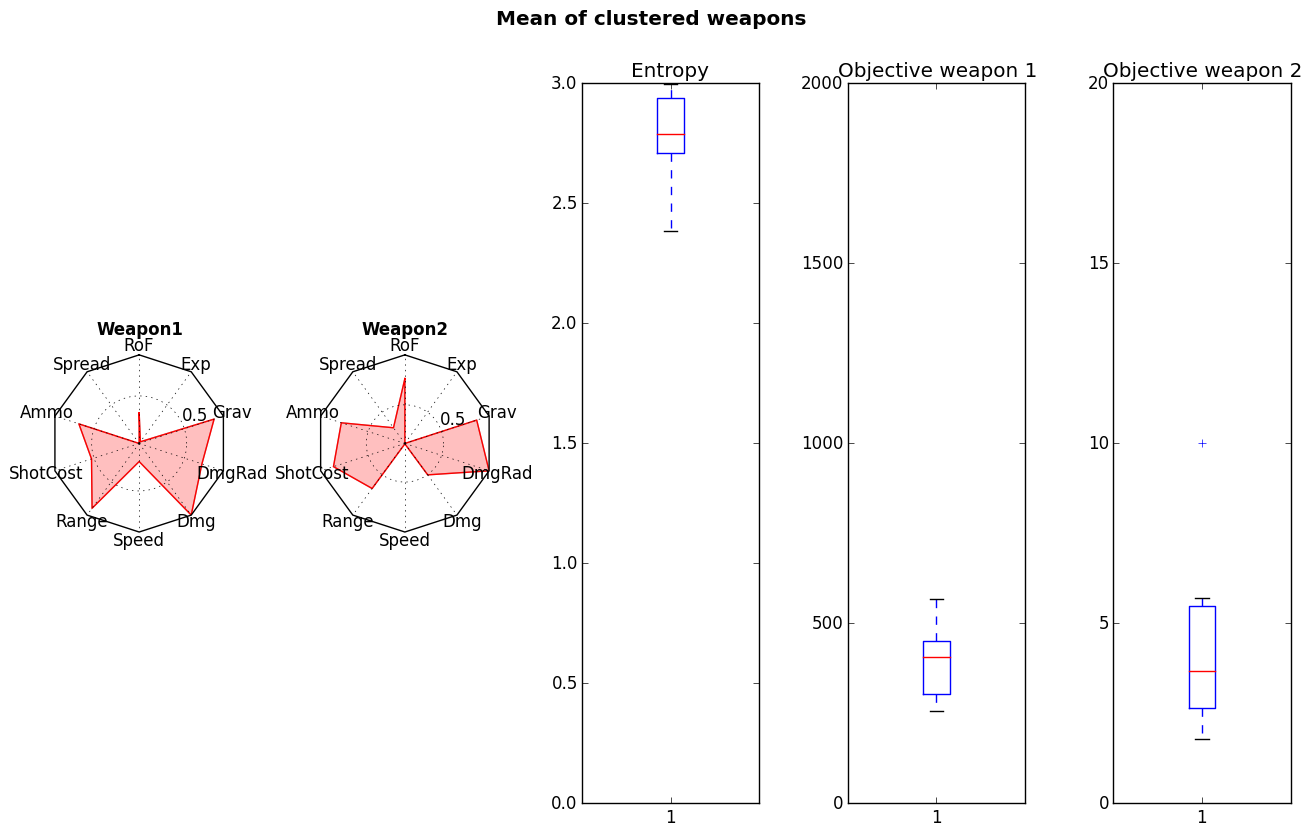 Mean of clustered weapons
Weapon1
RoF
Spread
Exp
Ammo
0.5
Grav
ShotCost
DmgRad
Range
Dmg
Speed
Weapon2
RoF
Spread
Exp
Ammo
0.5
Grav
ShotCost
DmgRad
Range
Dmg
Speed
Entropy
3.0
2.5
2.0
1.5
1.0
0.5
0.0
1
Objective weapon 1
2000
1500
1000
500
0
1
Objective weapon 2
20
15
10
5
0
1